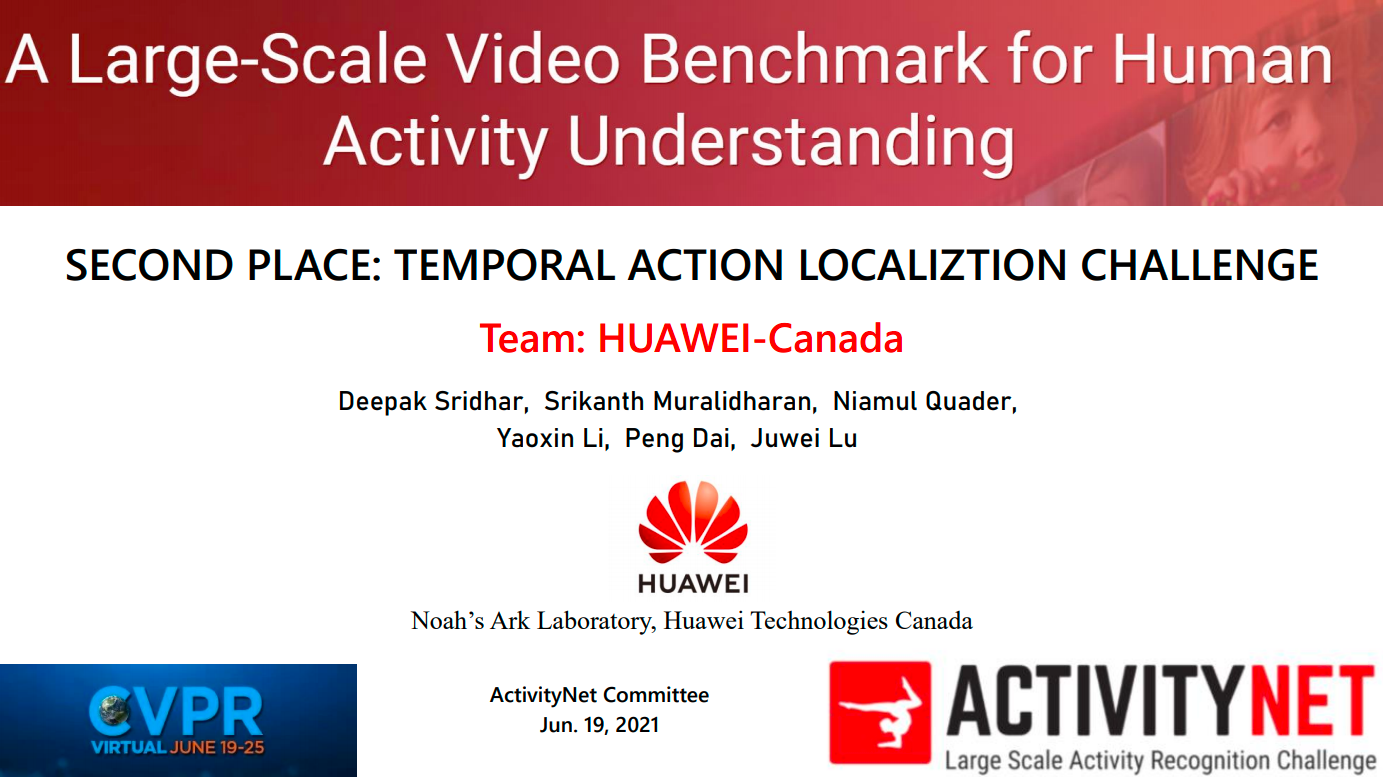 A Large-Scale Video Benchmark for Human
Activity Understanding
SECOND PLACE: TEMPORAL ACTION LOCALIZTION CHALLENGE
Team: HUAWEI-Canada
Deepak Sridhar, Srikanth Muralidharan, Niamul Quader,
Yaoxin Li, Peng Dai, Juwei Lu
HUAWEI
Noah's Ark Laboratory, Huawei Technologies Canada
CVPR
VIRTUAL JUNE 19-25
ActivityNet Committee
Jun. 19, 2021
ACTIVITYNET
Large Scale Activity Recognition Challenge